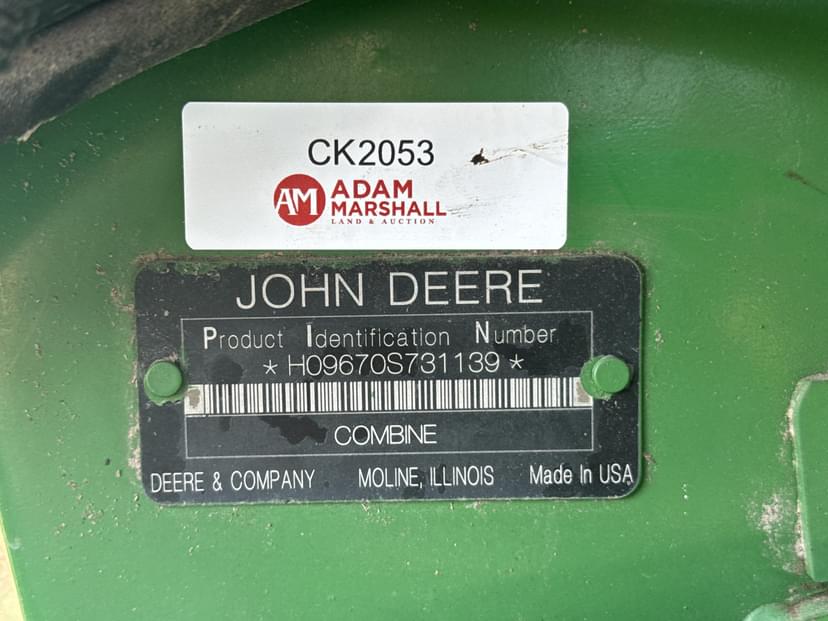 CK2053
AM ADAM
MARSHALL
LAND & AUCTION
JOHN DEERE
Product Identification Number
* H09670S731139 *
COMBINE
DEERE & COMPANY MOLINE, ILLINOIS Made In USA